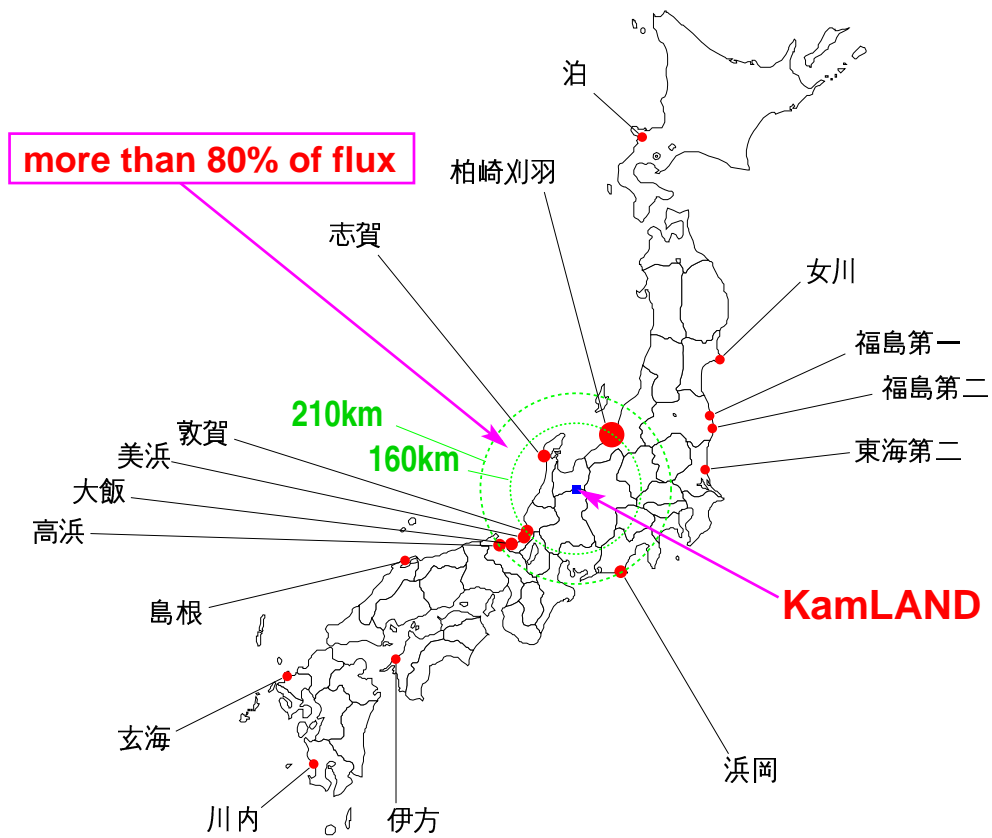 泊
more than 80% of flux
柏崎刈羽
志賀
女川
福島第一
福島第二
210km
敦賀
160km
東海第二
美浜
大飯
高浜
島根
KamLAND
玄海
浜岡
川内
伊方